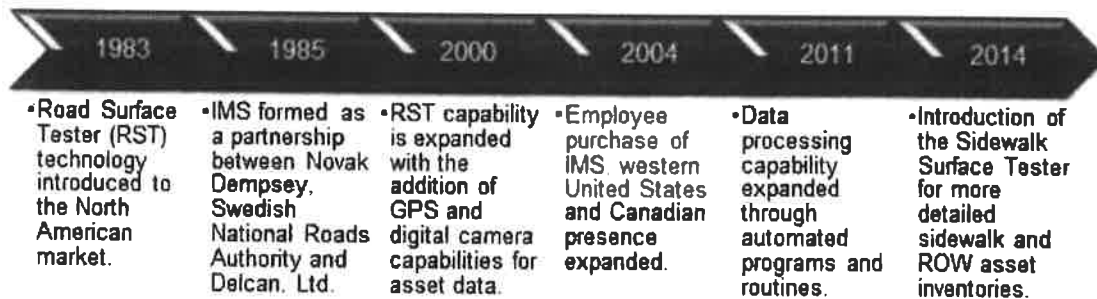 1983 1985 2000 2004 2011 2014
•Road Surface
Tester (RST)
technology
introduced to
the North
American
market.
•IMS formed as
a partnership
between Novak
Dempsey,
Swedish
National Roads
Authority and
Delcan, Ltd.
•RST capability
is expanded
with the
addition of
GPS and
digital camera
capabilities for
asset data.
•Employee
purchase of
IMS western
United States
and Canadian
presence
expanded.
•Data
processing
capability
expanded
through
automated
programs and
routines.
•Introduction of
the Sidewalk
Surface Tester
for more
detailed
sidewalk and
ROW asset
inventories.